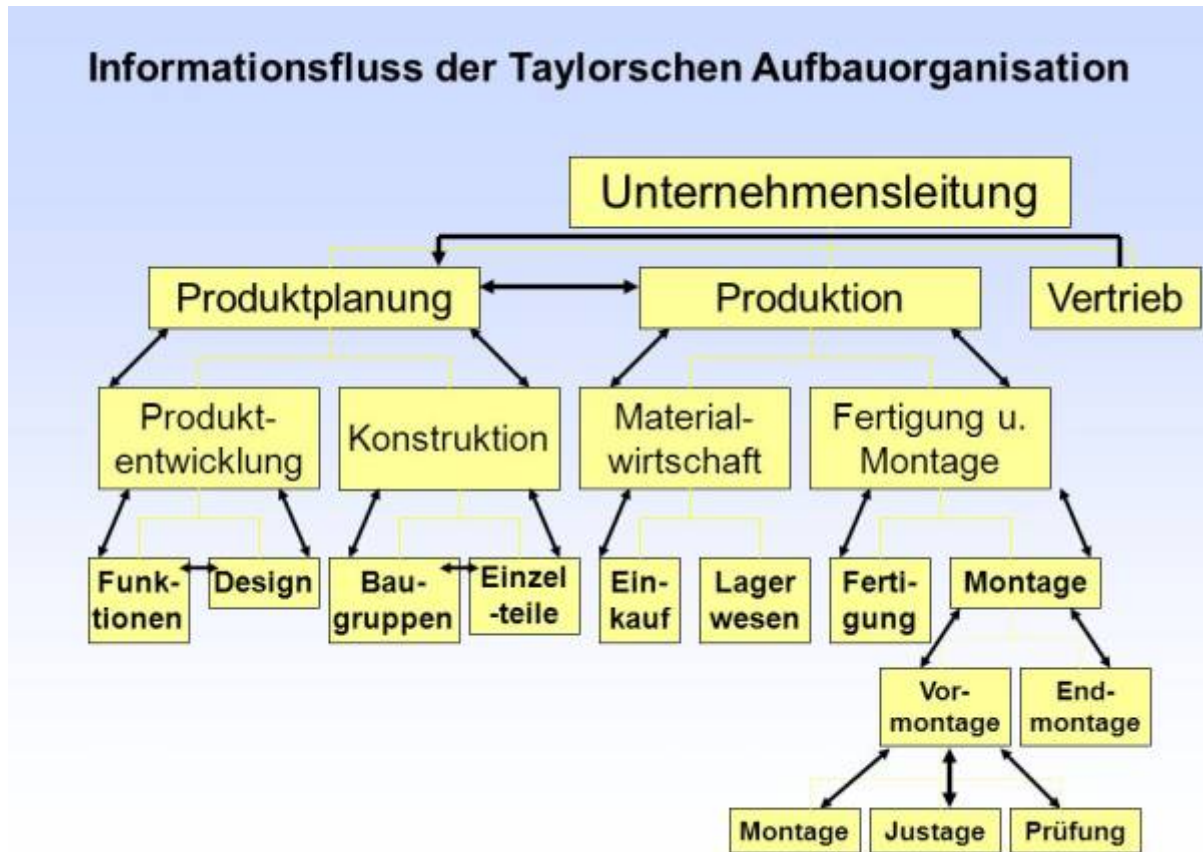 Informationsfluss der Taylorschen Aufbauorganisation
Unternehmensleitung
Produktplanung
Produktion
Vertrieb
Produkt-
entwicklung
Konstruktion
Material-
wirtschaft
Fertigung u.
Montage
Funk-
tionen
Design
Bau-
gruppen
Einzel
-teile
Ein-
kauf
Lager
wesen
Ferti-
gung
Montage
Vor-
montage
End-
montage
Montage
Justage
Prüfung